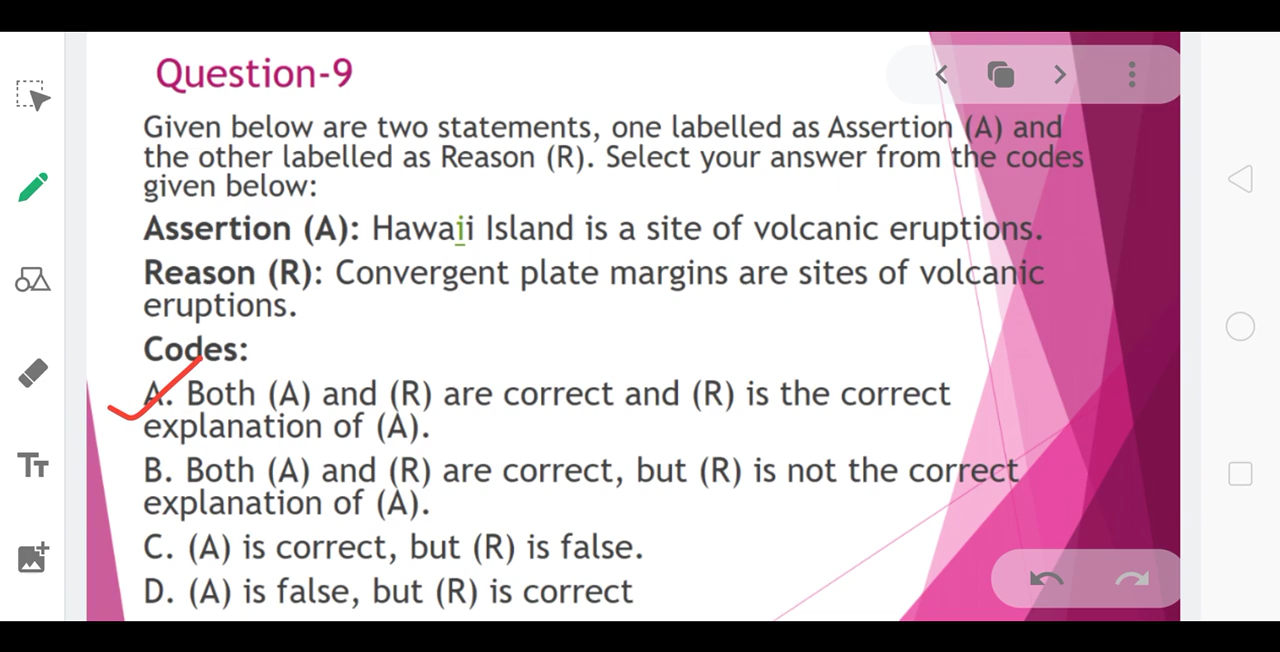 Question-9
Given below are two statements, one labelled as Assertion (A) and
the other labelled as Reason (R). Select your answer from the codes
given below:
Assertion (A): Hawaii Island is a site of volcanic eruptions.
Reason (R): Convergent plate margins are sites of volcanic
eruptions.
Codes:
A. Both (A) and (R) are correct and (R) is the correct
explanation of (A).
B. Both (A) and (R) are correct, but (R) is not the correct
explanation of (A).
C. (A) is correct, but (R) is false.
D. (A) is false, but (R) is correct
TT